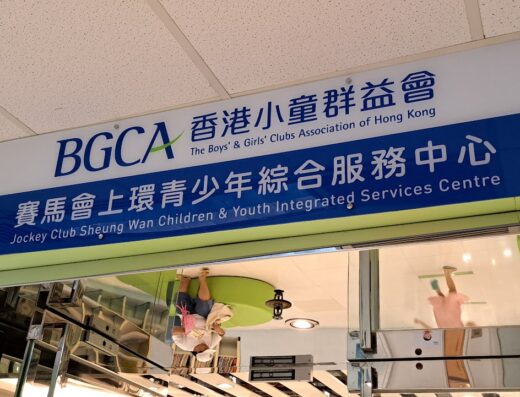 BGCA 香港小童群益會
The Boys' & Girls' Clubs Association of Hong Kong
賽馬會上環青少年綜合服務中心
Jockey Club Sheung Wan Children & Youth Integrated Services Centre